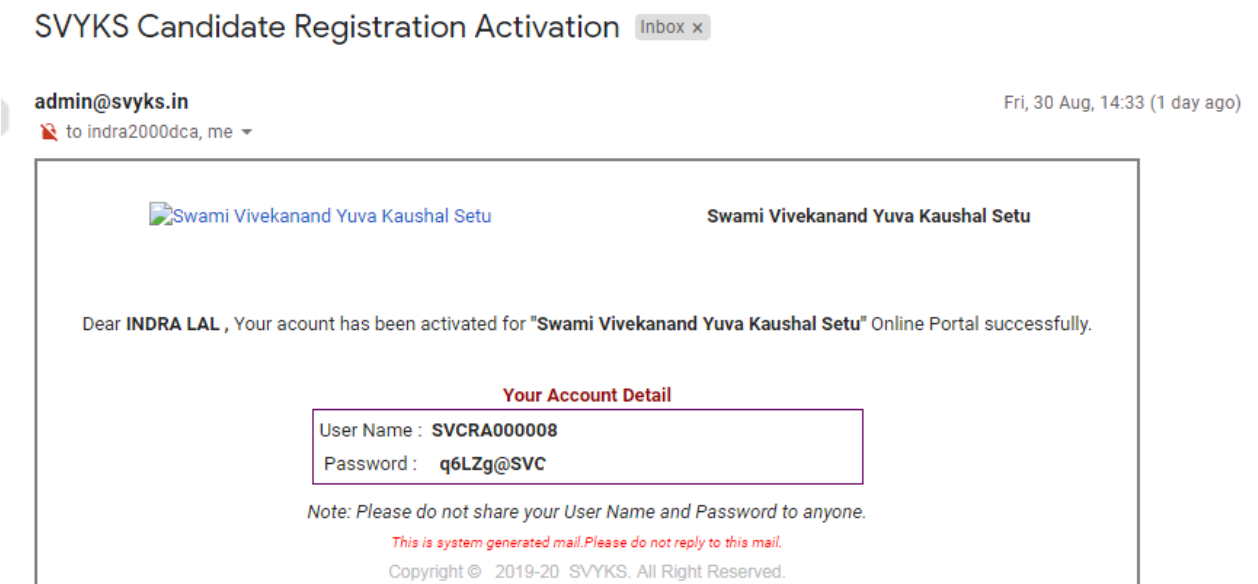 SVYKS Candidate Registration Activation Inbox x
admin@svyks.in Fri, 30 Aug, 14:33 (1 day ago)
to indra2000dca, me
Swami Vivekanand Yuva Kaushal Setu Swami Vivekanand Yuva Kaushal Setu
Dear INDRA LAL , Your acount has been activated for "Swami Vivekanand Yuva Kaushal Setu" Online Portal successfully.
Your Account Detail
User Name : SVCRA000008
Password : q6LZg@SVC
Note: Please do not share your User Name and Password to anyone.
This is system generated mail.Please do not reply to this mail.
Copyright © 2019-20 SVYKS. All Right Reserved.